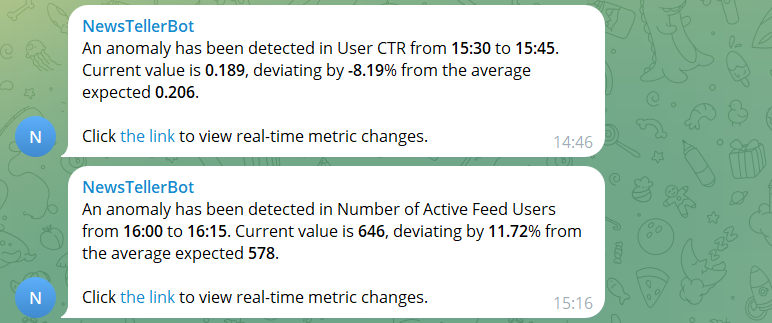 NewsTellerBot
An anomaly has been detected in User CTR from 15:30 to 15:45.
Current value is 0.189, deviating by -8.19% from the average
expected 0.206.
Click the link to view real-time metric changes.
14:46
N
NewsTellerBot
An anomaly has been detected in Number of Active Feed Users
from 16:00 to 16:15. Current value is 646, deviating by 11.72% from
the average expected 578.
Click the link to view real-time metric changes.
15:16
N